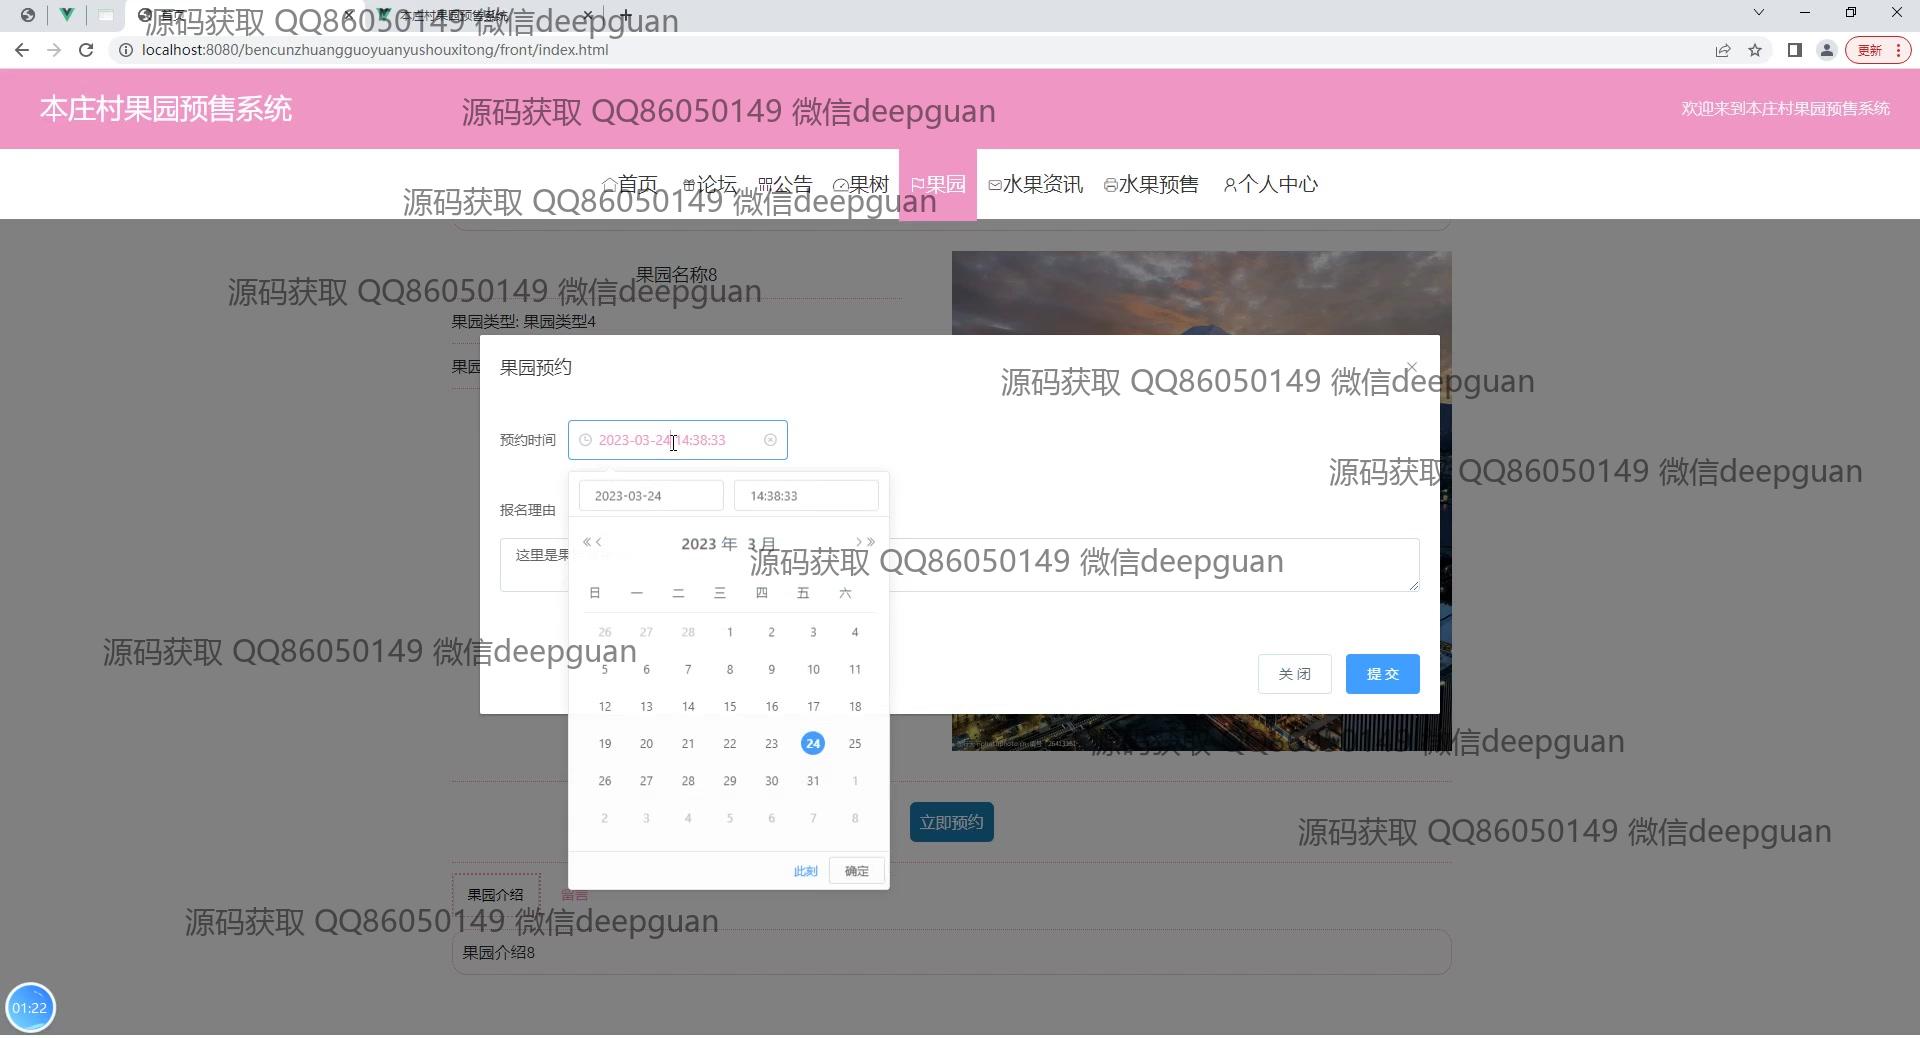 首页
本庄村果园预售系统
源码获取 QQ86050149 微信deepguan
localhost:8080/bencunzhuangguoyuanyushouxitong/front/index.html
更新
本庄村果园预售系统
源码获取 QQ86050149 微信deepguan
欢迎来到本庄村果园预售系统
首页 论坛 公告 果树 果园 水果资讯 水果预售 个人中心
源码获取 QQ86050149 微信deepguan
果园名称8
源码获取 QQ86050149 微信deepguan
果园类型: 果园类型4
果园
果园预约
源码获取 QQ86050149 微信deepguan
预约时间 2023-03-24 14:38:33
源码获取 QQ86050149 微信deepguan
2023-03-24 14:38:33
报名理由
2023 年 3 月
这里是果
源码获取 QQ86050149 微信deepguan
日 一 二 三 四 五 六
26 27 28 1 2 3 4
源码获取 QQ86050149 微信deepguan
5 6 7 8 9 10 11
关闭 提交
12 13 14 15 16 17 18
19 20 21 22 23 24 25
源码获取 QQ86050149 微信deepguan
26 27 28 29 30 31 1
2 3 4 5 6 7 8
立即预约
源码获取 QQ86050149 微信deepguan
此刻 确定
果园介绍 留言
源码获取 QQ86050149 微信deepguan
果园介绍8
01:22